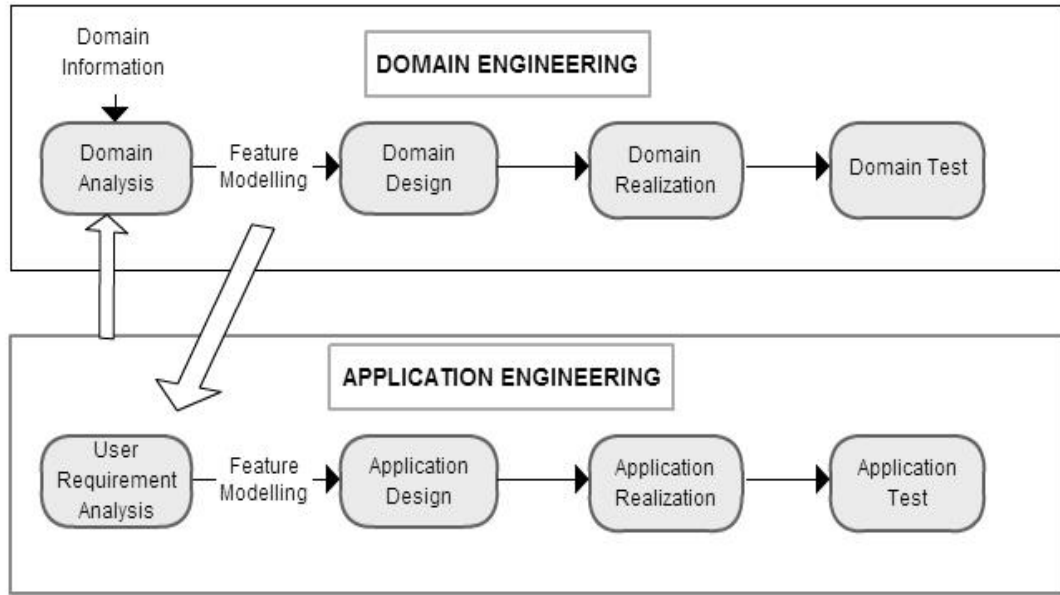 Domain
Information
DOMAIN ENGINEERING
Domain
Analysis
Feature
Modelling
Domain
Design
Domain
Realization
Domain Test
APPLICATION ENGINEERING
User
Requirement
Analysis
Feature
Modelling
Application
Design
Application
Realization
Application
Test